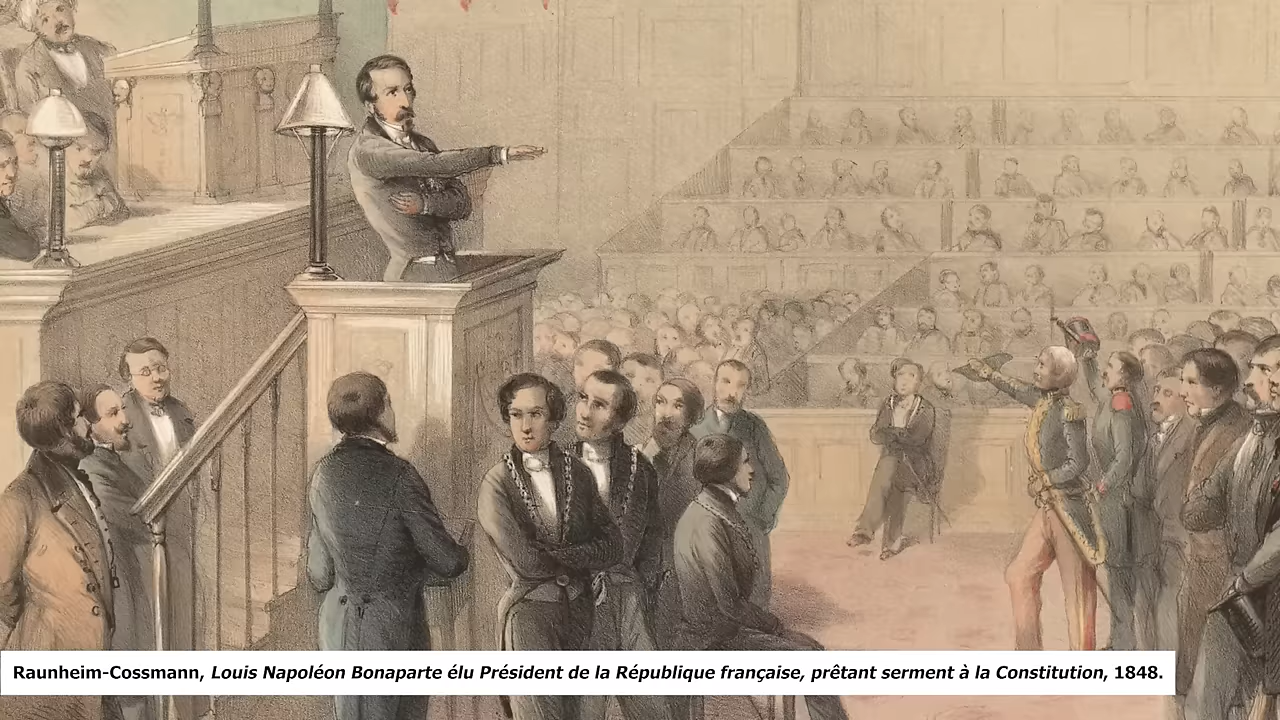 Raunheim-Cossmann, Louis Napoléon Bonaparte élu Président de la République française, prêtant serment à la Constitution, 1848.